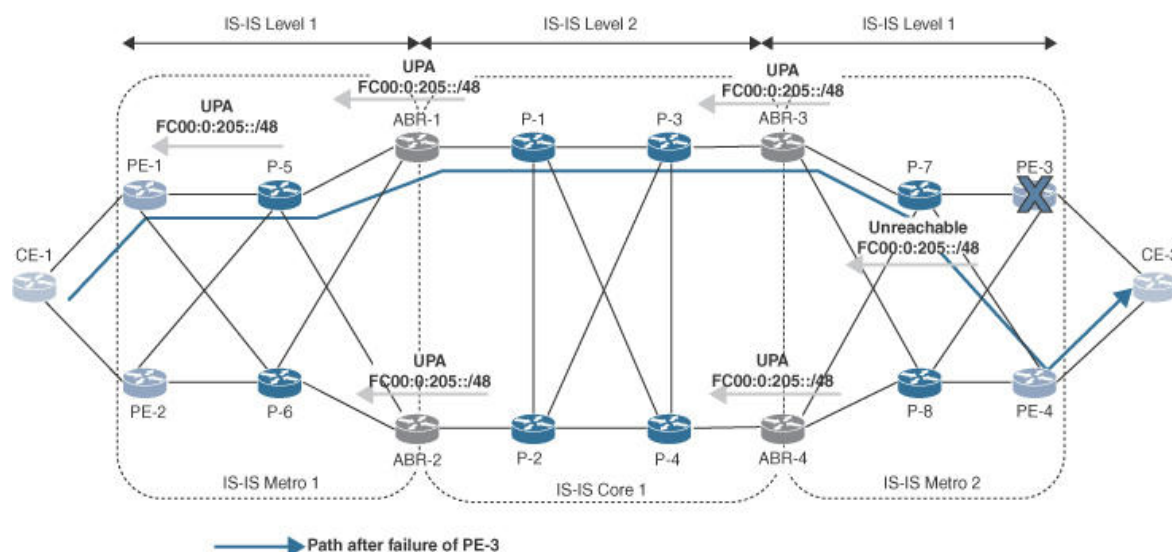 IS-IS Level 1
IS-IS Level 2
IS-IS Level 1
UPA
FC00:0:205::/48
UPA
FC00:0:205::/48
UPA
FC00:0:205::/48
ABR-1
P-1
P-3
ABR-3
PE-1
P-5
P-7
PE-3
Unreachable
FC00:0:205::/48
CE-1
CE-3
UPA
FC00:0:205::/48
UPA
FC00:0:205::/48
PE-2
P-6
P-8
PE-4
ABR-2
P-2
P-4
ABR-4
IS-IS Metro 1
IS-IS Core 1
IS-IS Metro 2
Path after failure of PE-3